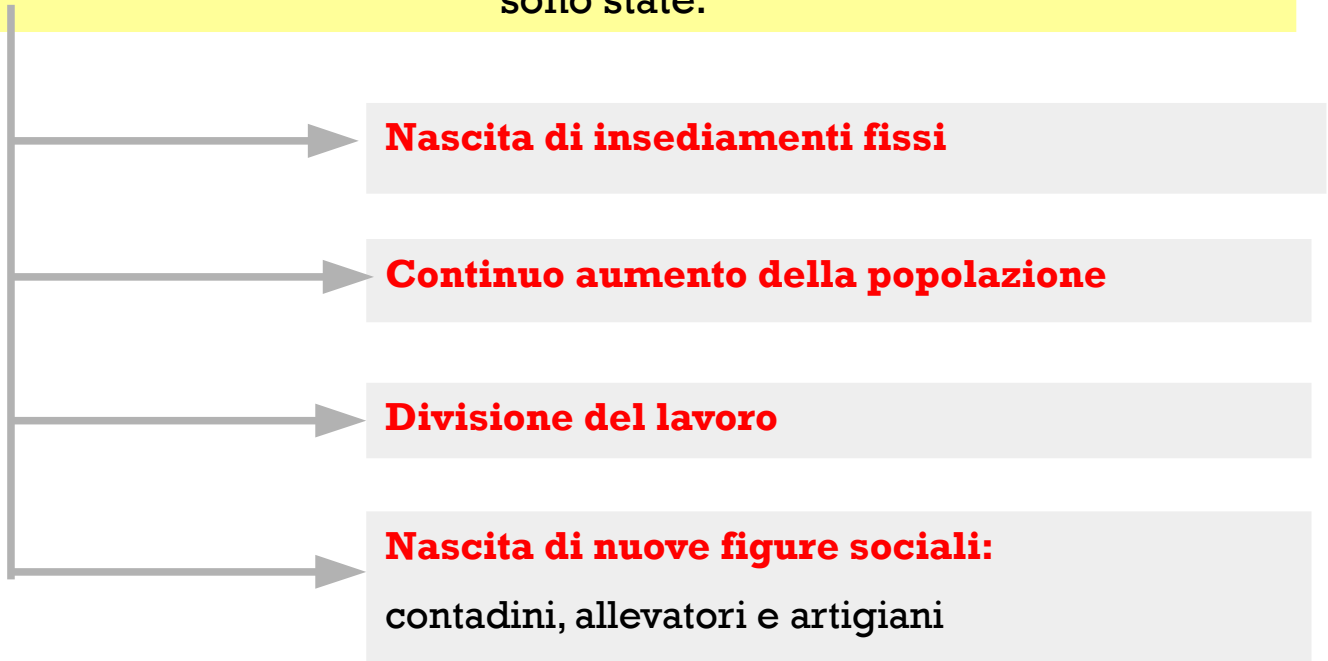 sono state:
Nascita di insediamenti fissi
Continuo aumento della popolazione
Divisione del lavoro
Nascita di nuove figure sociali:
contadini, allevatori e artigiani